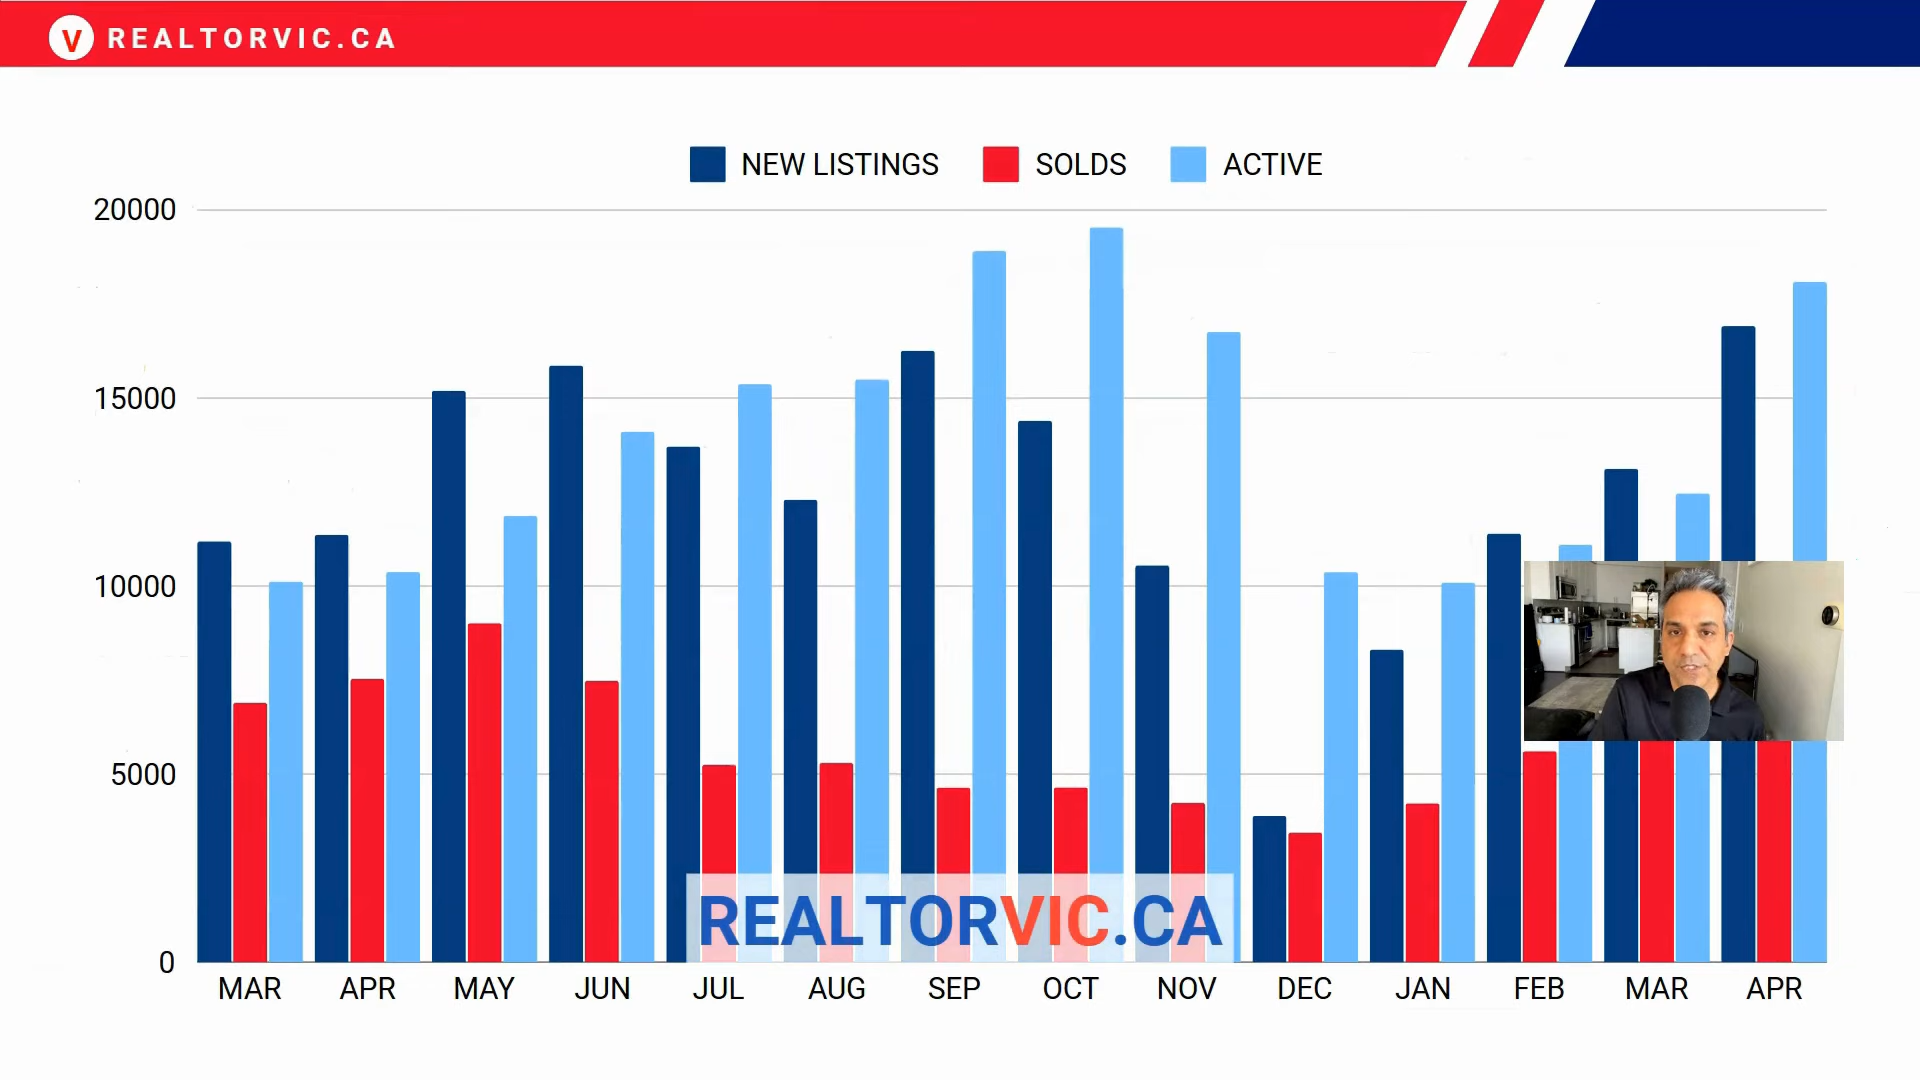 V REALTORVIC.CA
NEW LISTINGS SOLDS ACTIVE
20000
15000
10000
5000
0
REALTORVIC.CA
MAR APR MAY JUN JUL AUG SEP OCT NOV DEC JAN FEB MAR APR